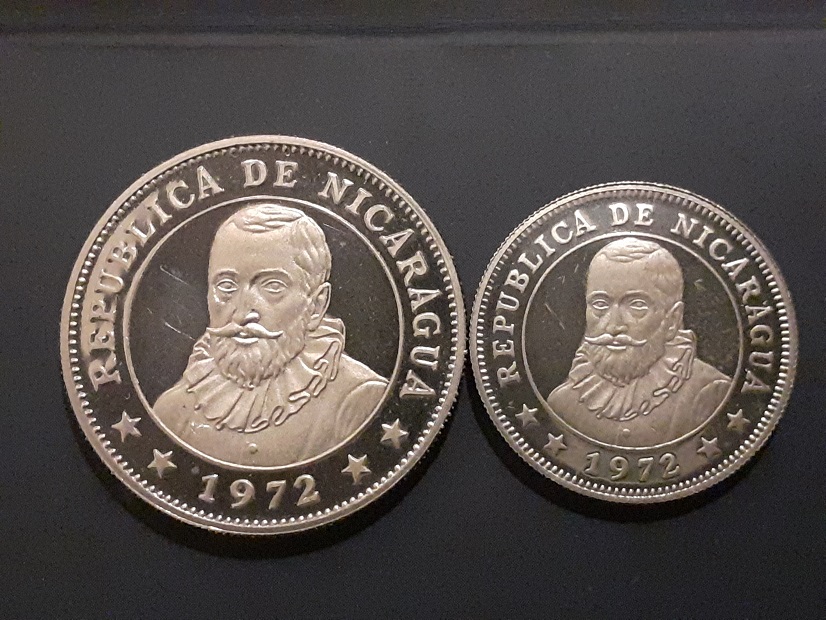 REPUBLICA DE NICARAGUA
1972
REPUBLICA DE NICARAGUA
1972